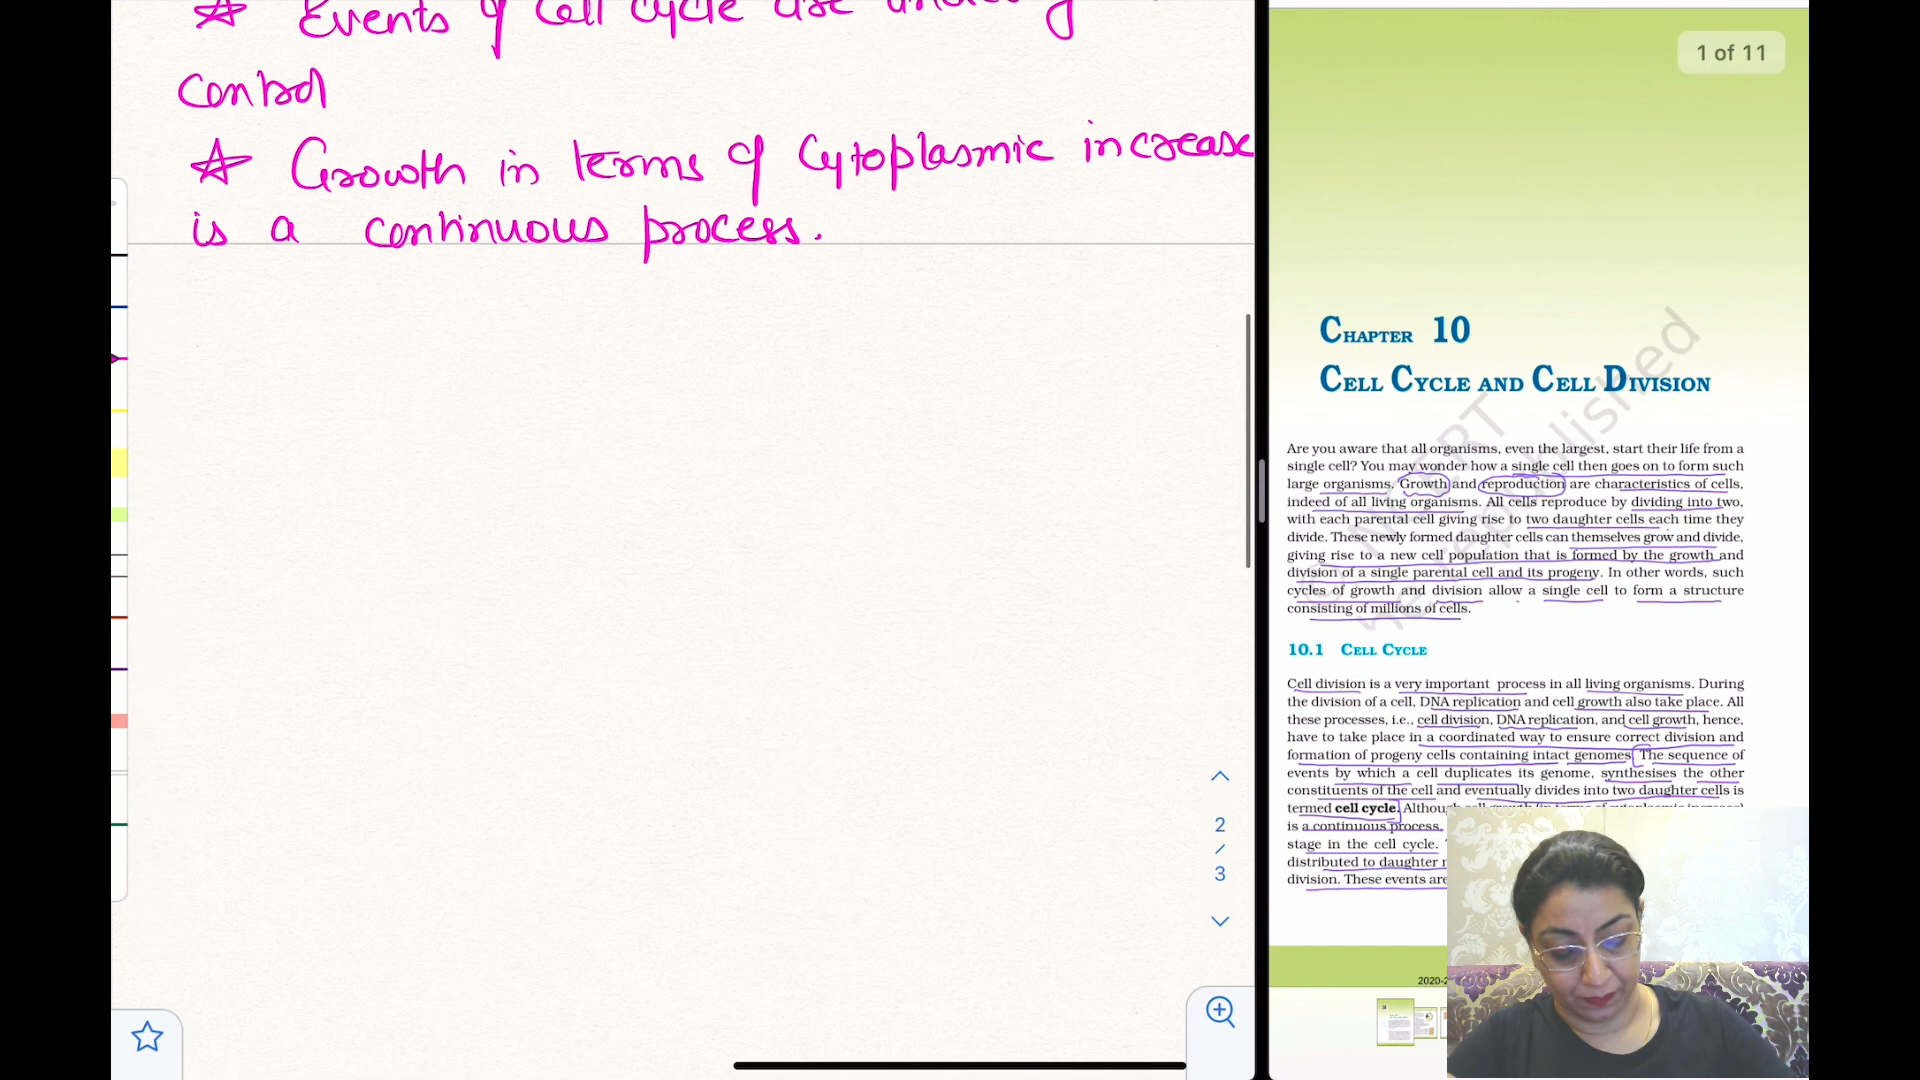 ☆ Events of cell cycle are under
control
☆ Growth in terms of cytoplasmic increase
is a continuous process.
2
/
3
1 of 11
CHAPTER 10
CELL CYCLE AND CELL DIVISION
Are you aware that all organisms, even the largest, start their life from a
single cell? You may wonder how a single cell then goes on to form such
large organisms. Growth and reproduction are characteristics of cells,
indeed of all living organisms. All cells reproduce by dividing into two,
with each parental cell giving rise to two daughter cells each time they
divide. These newly formed daughter cells can themselves grow and divide,
giving rise to a new cell population that is formed by the growth and
division of a single parental cell and its progeny. In other words, such
cycles of growth and division allow a single cell to form a structure
consisting of millions of cells.
10.1 CELL CYCLE
Cell division is a very important process in all living organisms. During
the division of a cell, DNA replication and cell growth also take place. All
these processes, i.e., cell division, DNA replication, and cell growth, hence,
have to take place in a coordinated way to ensure correct division and
formation of progeny cells containing intact genomes. The sequence of
events by which a cell duplicates its genome, synthesises the other
constituents of the cell and eventually divides into two daughter cells is
termed cell cycle.
is a continuous process,
stage in the cell cycle.
distributed to daughter
division. These events are
© NCERT
republished